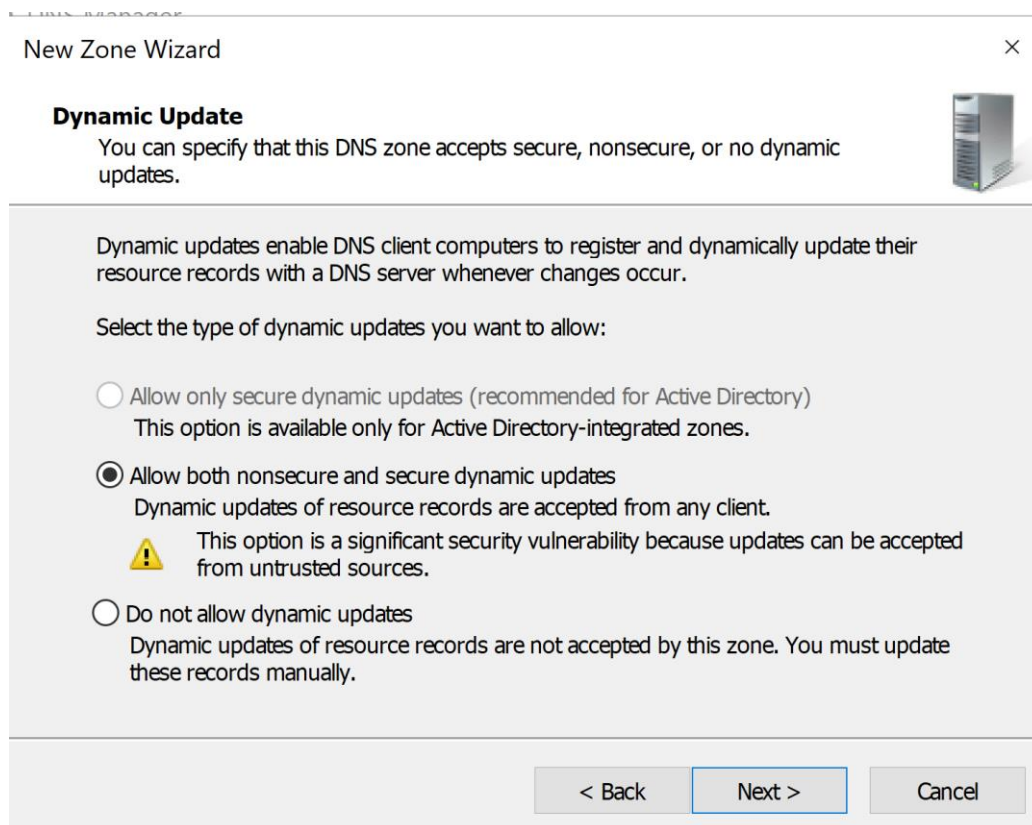 New Zone Wizard
Dynamic Update
You can specify that this DNS zone accepts secure, nonsecure, or no dynamic
updates.
Dynamic updates enable DNS client computers to register and dynamically update their
resource records with a DNS server whenever changes occur.
Select the type of dynamic updates you want to allow:
Allow only secure dynamic updates (recommended for Active Directory)
This option is available only for Active Directory-integrated zones.
Allow both nonsecure and secure dynamic updates
Dynamic updates of resource records are accepted from any client.
This option is a significant security vulnerability because updates can be accepted
from untrusted sources.
Do not allow dynamic updates
Dynamic updates of resource records are not accepted by this zone. You must update
these records manually.
< Back Next > Cancel